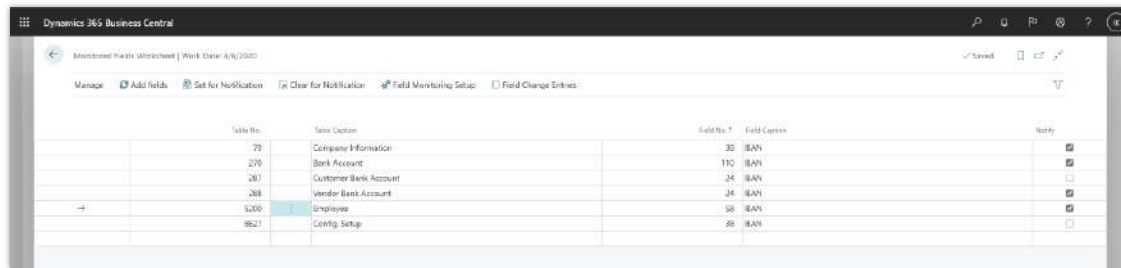 Dynamics 365 Business Central
?
Monitored Fields Worksheet | Work Date: 4/6/2020
Saved
Manage Add fields Set for Notification Clear for Notification Field Monitoring Setup Field Change Entries
Table No. Table Caption Field No. ↑ Field Caption Notify
79 Company Information 38 IBAN
270 Bank Account 110 IBAN
287 Customer Bank Account 24 IBAN
288 Vendor Bank Account 24 IBAN
→ 5200 Employee 58 IBAN
8627 Config. Setup 38 IBAN